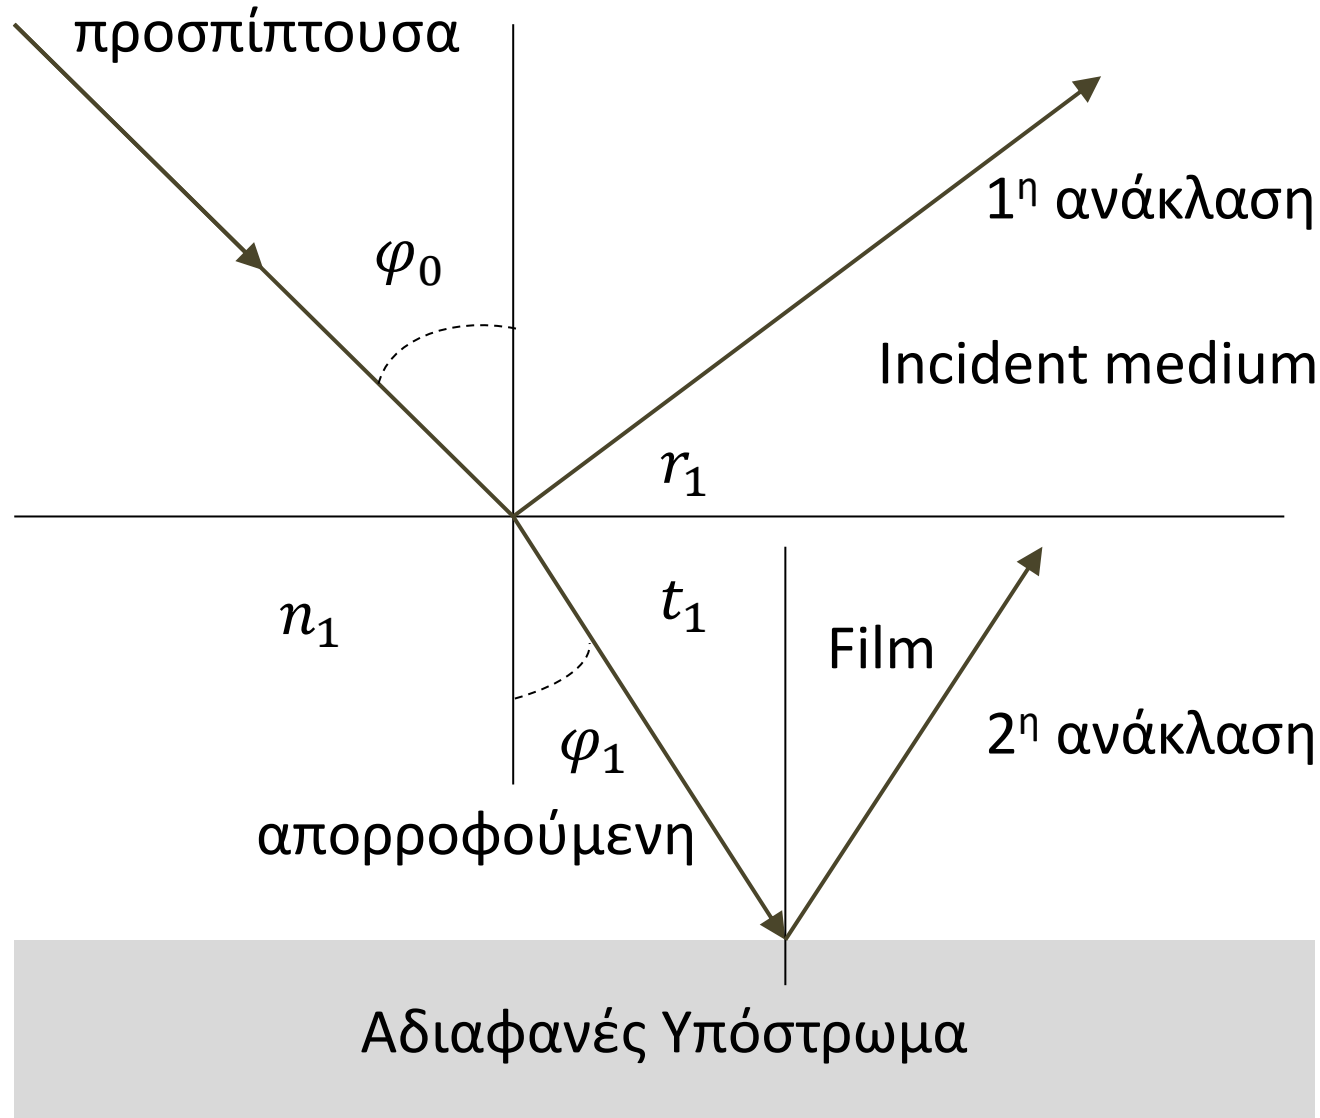 προσπίπτουσα
1η ανάκλαση
φ0
Incident medium
r1
n1
t1
Film
φ1
2η ανάκλαση
απορροφούμενη
Αδιαφανές Υπόστρωμα